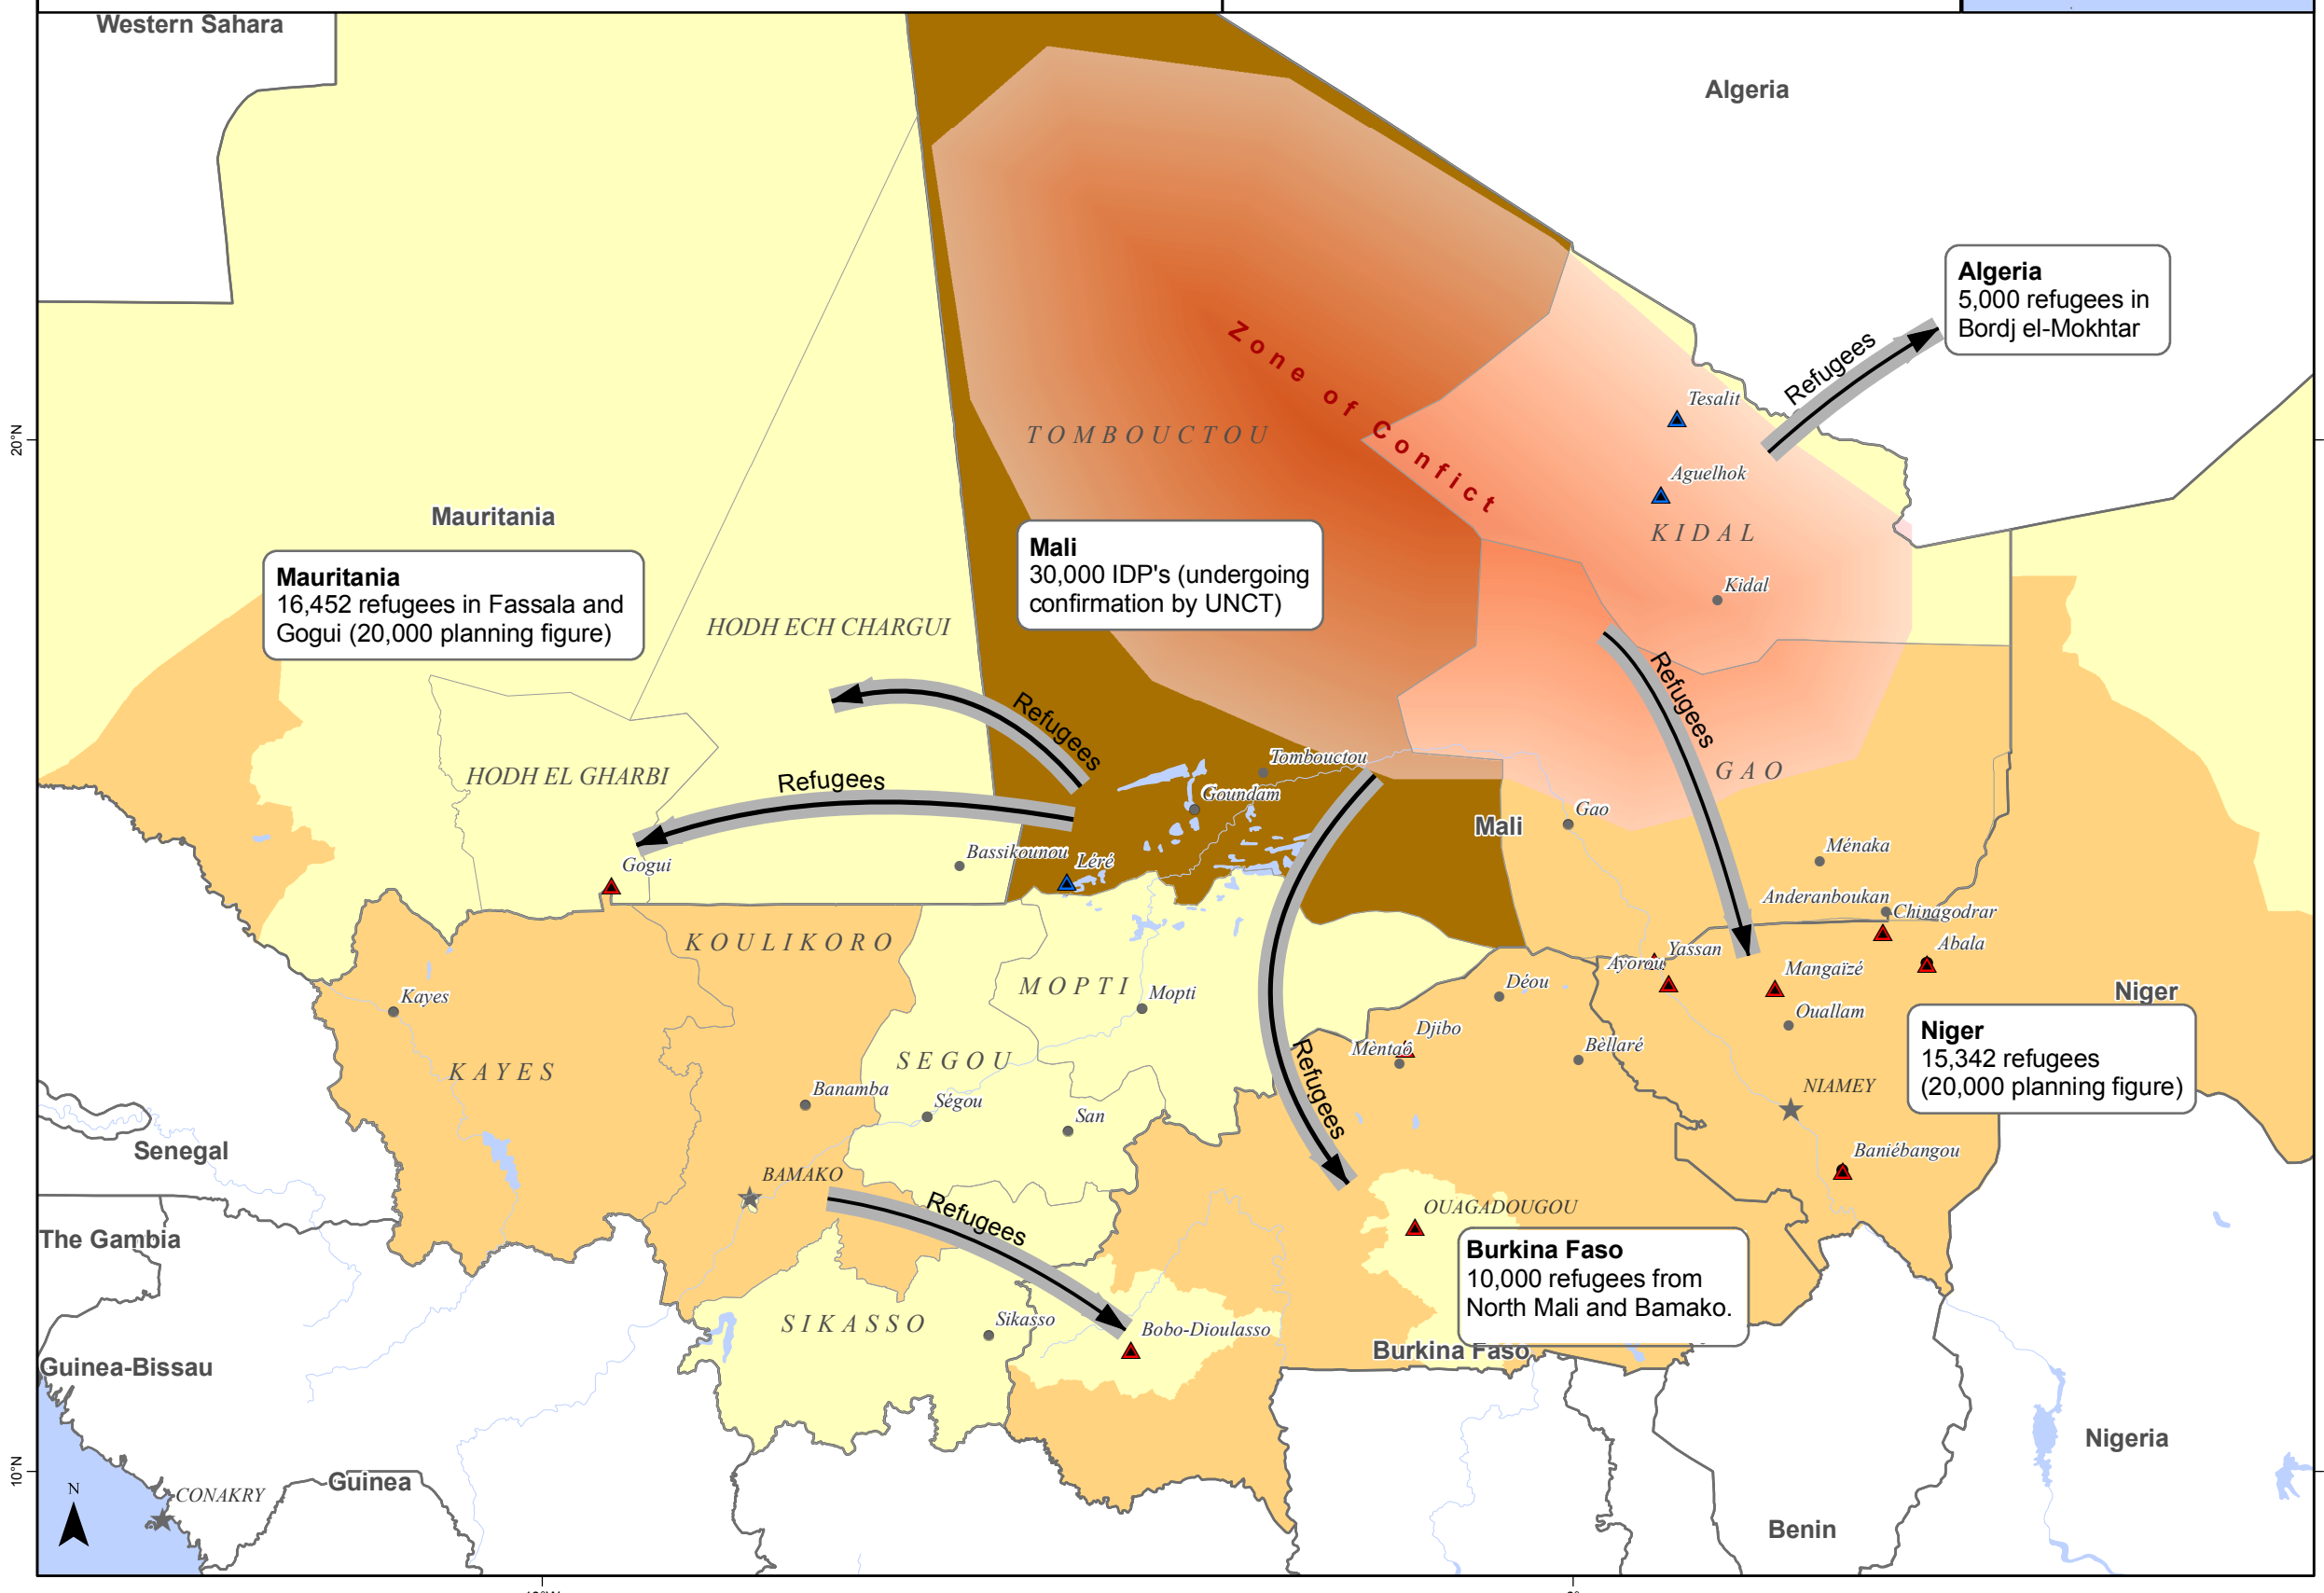 Western Sahara
Algeria
Algeria
5,000 refugees in
Bordj el-Mokhtar
Refugees
Zone of Confict
Tesalit
20°N
TOMBOUCTOU
Aguelhok
Mauritania
KIDAL
Mali
30,000 IDP's (undergoing
confirmation by UNCT)
Mauritania
16,452 refugees in Fassala and
Gogui (20,000 planning figure)
Kidal
HODH ECH CHARGUI
Refugees
Refugees
Tombouctou
HODH EL GHARBI
Refugees
GAO
Goundam
Gao
Mali
Ménaka
Bassikounou
Léré
Gogui
Anderanboukan
Chinagodrar
KOULIKORO
Abala
Yassan
Ayorou
Mangaïzé
MOPTI
Mopti
Déou
Niger
Kayes
Ouallam
Djibo
Mèntaô
Bèllaré
Niger
15,342 refugees
(20,000 planning figure)
SEGOU
KAYES
Refugees
NIAMEY
Banamba
Ségou
San
Senegal
Baniébangou
BAMAKO
Refugees
OUAGADOUGOU
The Gambia
Burkina Faso
10,000 refugees from
North Mali and Bamako.
SIKASSO
Sikasso
Bobo-Dioulasso
Burkina Faso
Guinea-Bissau
Nigeria
10°N
Guinea
N
CONAKRY
Benin